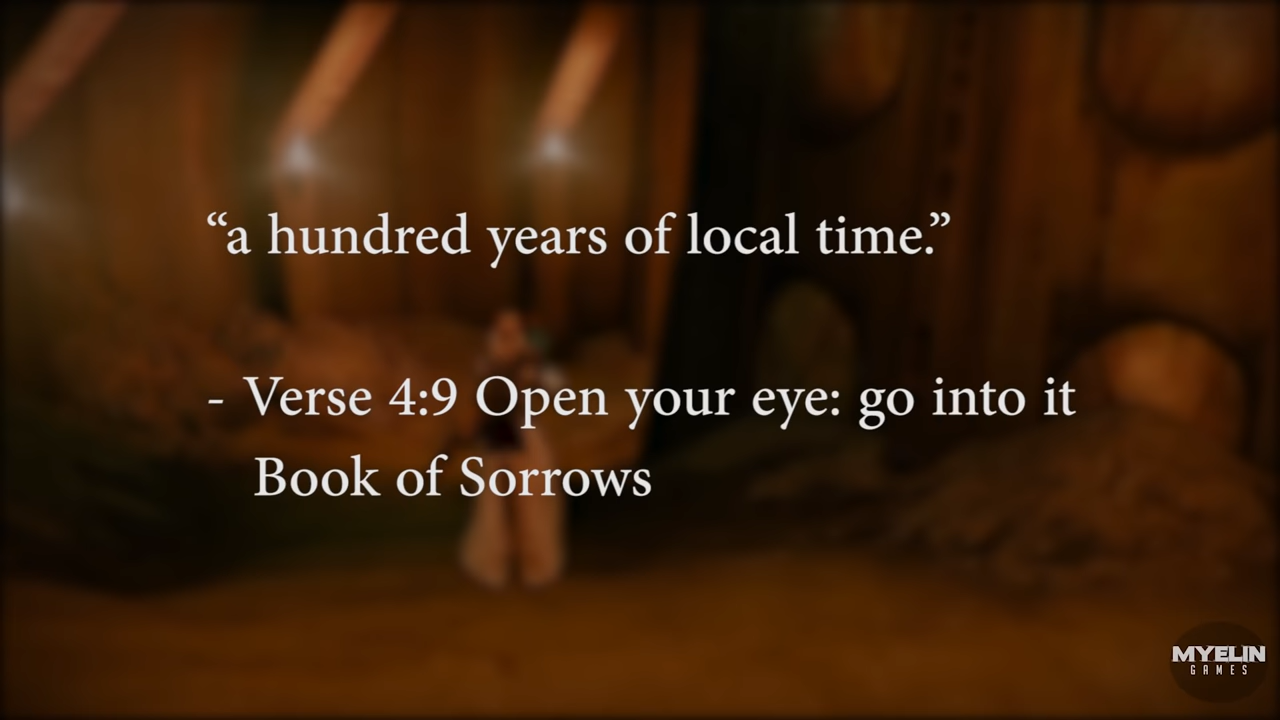 “a hundred years of local time.”
- Verse 4:9 Open your eye: go into it
Book of Sorrows
MYELIN
GAMES